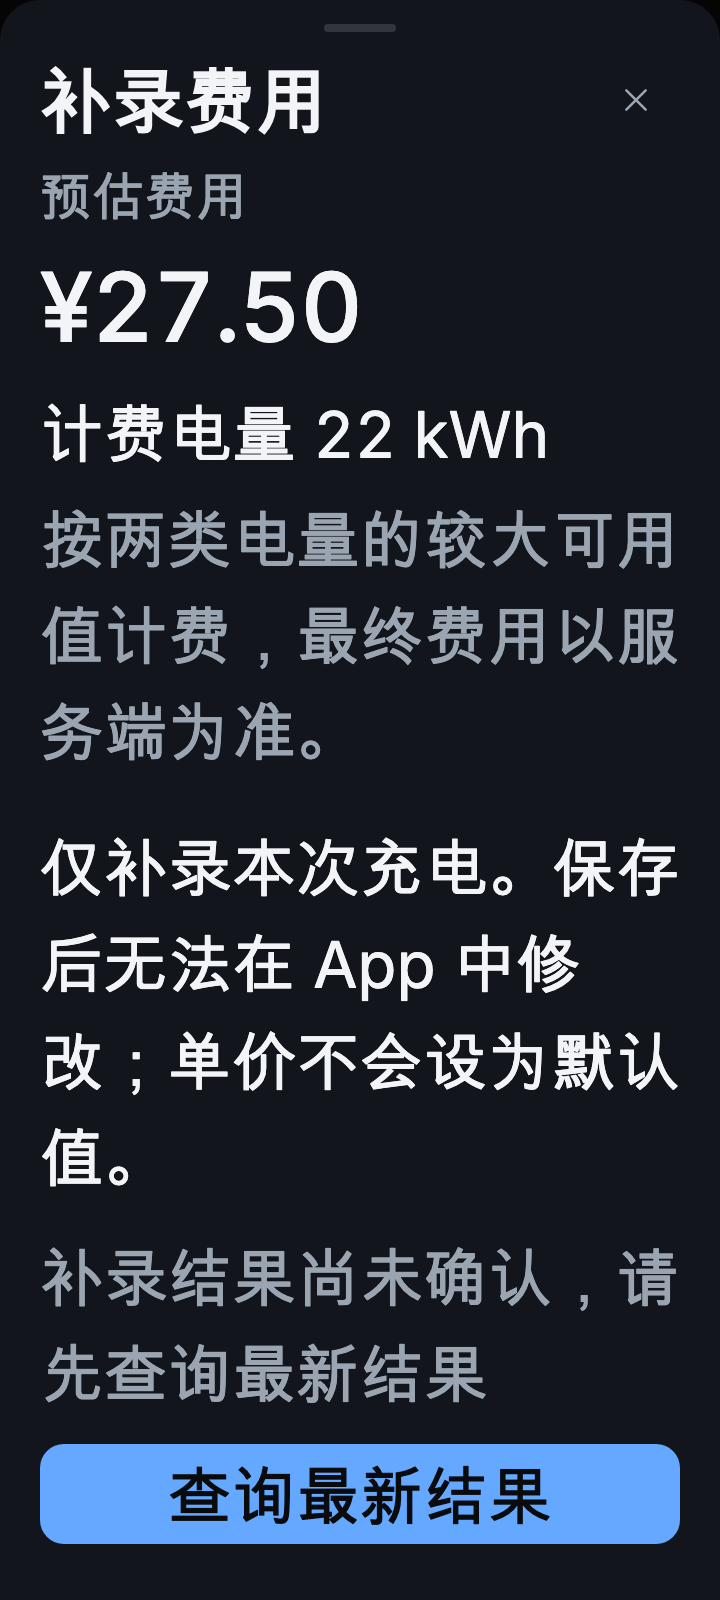 补录费用
预估费用
¥27.50
计费电量 22 kWh
按两类电量的较大可用
值计费，最终费用以服
务端为准。
仅补录本次充电。保存
后无法在 App 中修
改；单价不会设为默认
值。
补录结果尚未确认，请
先查询最新结果
查询最新结果